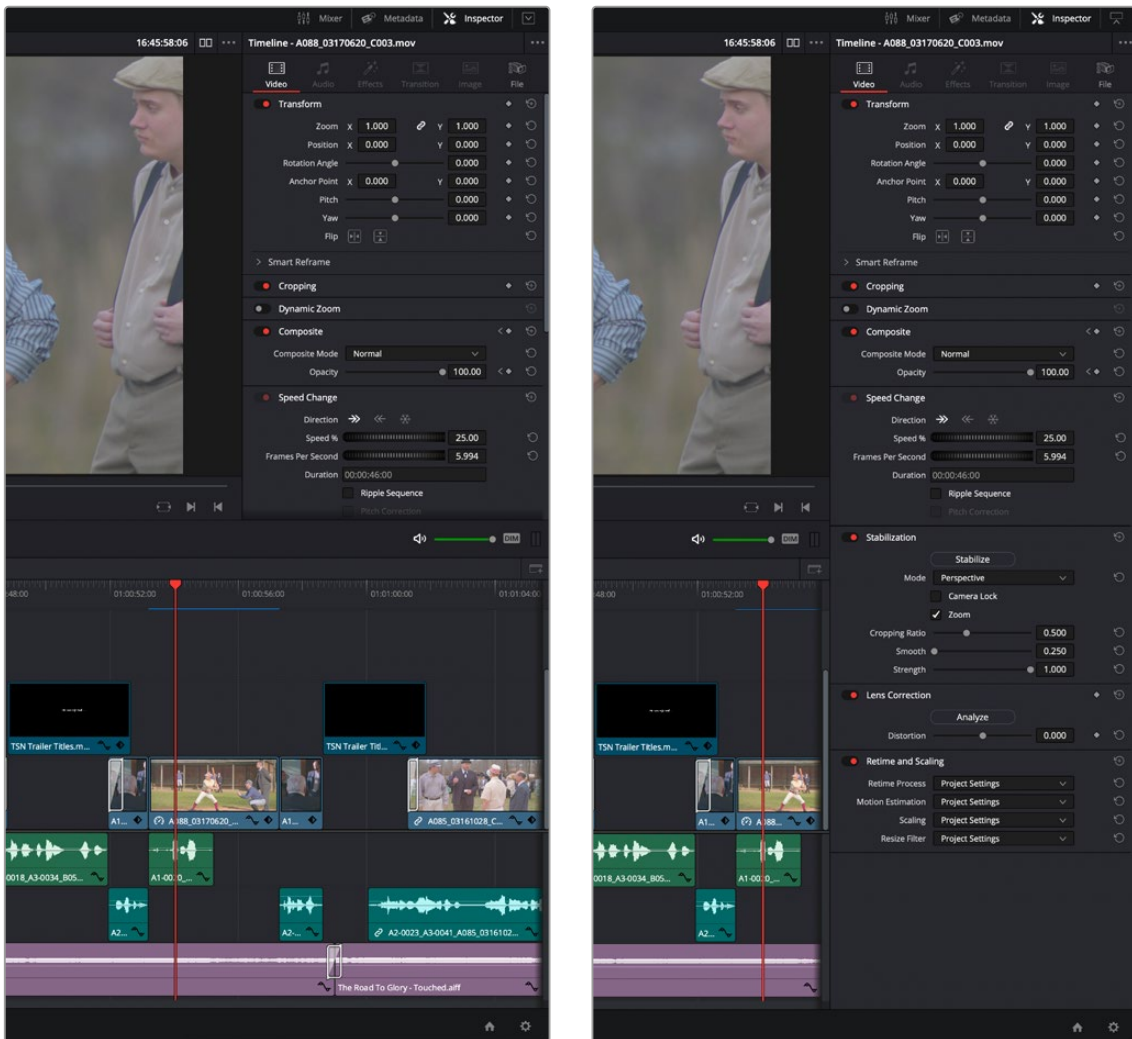 Mixer Metadata Inspector
16:45:58:06 Timeline - A088_03170620_C003.mov
Video Audio Effects Transition Image File
Transform
Zoom X 1.000 Y 1.000
Position X 0.000 Y 0.000
Rotation Angle 0.000
Anchor Point X 0.000 Y 0.000
Pitch 0.000
Yaw 0.000
Flip
> Smart Reframe
Cropping
Dynamic Zoom
Composite
Composite Mode Normal
Opacity 100.00
Speed Change
Direction
Speed % 25.00
Frames Per Second 5.994
Duration 00:00:46:00
Ripple Sequence
Pitch Correction
DIM
:48:00 01:00:52:00 01:00:56:00 01:01:00:00 01:01:04:00
TSN Trailer Titles.m... TSN Trailer Titl...
A1... A088_03170620_... A1... A085_03161028_C...
0018_A3-0034_B05... A1-0020_...
A2... A2-... A2-0023_A3-0041_A085_0316102...
The Road To Glory - Touched.aiff
Mixer Metadata Inspector
16:45:58:06 Timeline - A088_03170620_C003.mov
Video Audio Effects Transition Image File
Transform
Zoom X 1.000 Y 1.000
Position X 0.000 Y 0.000
Rotation Angle 0.000
Anchor Point X 0.000 Y 0.000
Pitch 0.000
Yaw 0.000
Flip
> Smart Reframe
Cropping
Dynamic Zoom
Composite
Composite Mode Normal
Opacity 100.00
Speed Change
Direction
Speed % 25.00
Frames Per Second 5.994
Duration 00:00:46:00
Ripple Sequence
Pitch Correction
DIM
Stabilization
Stabilize
Mode Perspective
Camera Lock
Zoom
Cropping Ratio 0.500
Smooth 0.250
Strength 1.000
Lens Correction
Analyze
Distortion 0.000
Retime and Scaling
Retime Process Project Settings
Motion Estimation Project Settings
Scaling Project Settings
Resize Filter Project Settings
:48:00 01:00:52:00
TSN Trailer Titles.m...
A1... A088...
0018_A3-0034_B05... A1-0020_...
A2...